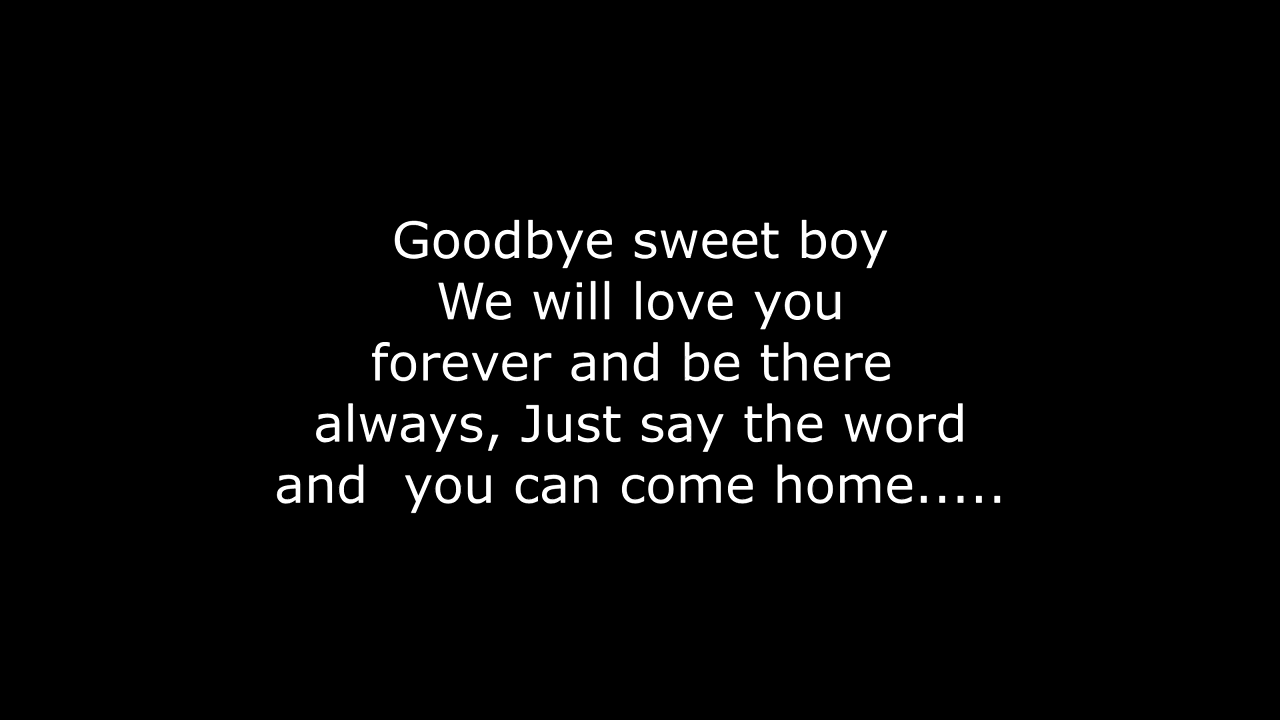 Goodbye sweet boy
We will love you
forever and be there
always, Just say the word
and  you can come home.....